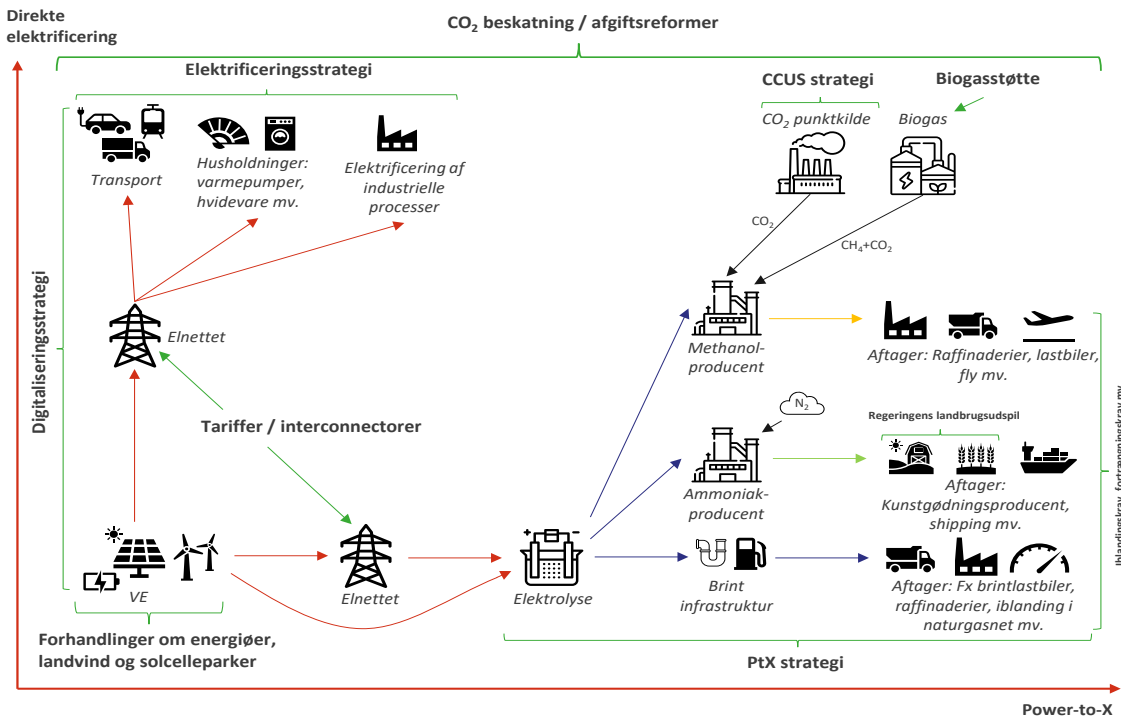 Direkte
elektrificering
CO₂ beskatning / afgiftsreformer
Elektrificeringsstrategi
CCUS strategi
Biogasstøtte
CO₂ punktkilde
Biogas
Transport
Husholdninger:
varmepumper,
hvidevare mv.
Elektrificering af
industrielle
processer
CO₂
CH₄+CO₂
Digitaliseringsstrategi
Elnettet
Methanol-
producent
Aftager: Raffinaderier, lastbiler,
fly mv.
Iblandingskrav, fortrængningskrav mv.
Tariffer / interconnectorer
N₂
Regeringens landbrugsudspil
Ammoniak-
producent
Aftager:
Kunstgødningsproducent,
shipping mv.
VE
Elnettet
Elektrolyse
Brint
infrastruktur
Aftager: Fx brintlastbiler,
raffinaderier, iblanding i
naturgasnet mv.
Forhandlinger om energiøer,
landvind og solcelleparker
PtX strategi
Power-to-X